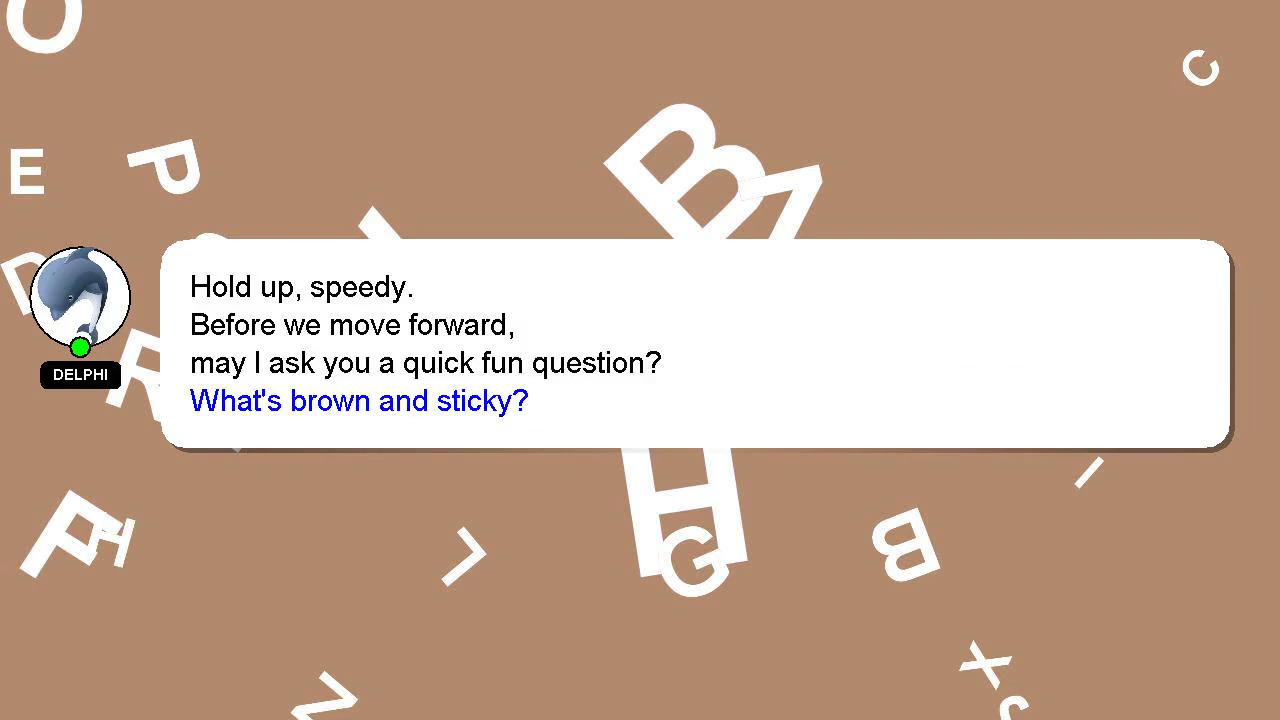 O
C
E
P
B
Z
D
Hold up, speedy.
Before we move forward,
may I ask you a quick fun question?
What's brown and sticky?
DELPHI
R
H
I
P
H
L
G
B
X
Z
J